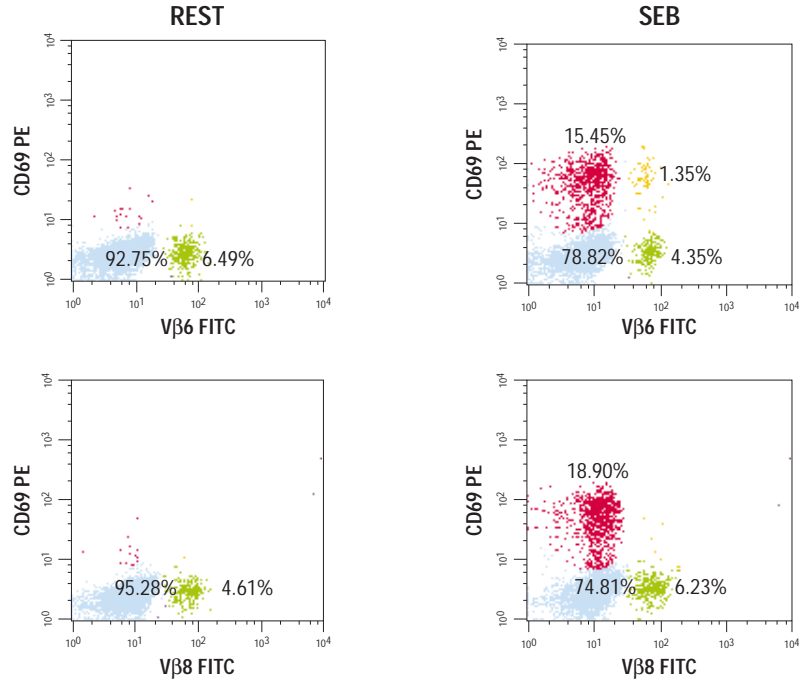 REST
10⁴
10³
10²
10¹
10⁰
CD69 PE
92.75%
6.49%
10⁰ 10¹ 10² 10³ 10⁴
Vβ6 FITC
SEB
10⁴
10³
10²
10¹
10⁰
CD69 PE
15.45%
1.35%
78.82%
4.35%
10⁰ 10¹ 10² 10³ 10⁴
Vβ6 FITC
10⁴
10³
10²
10¹
10⁰
CD69 PE
95.28%
4.61%
10⁰ 10¹ 10² 10³ 10⁴
Vβ8 FITC
10⁴
10³
10²
10¹
10⁰
CD69 PE
18.90%
74.81%
6.23%
10⁰ 10¹ 10² 10³ 10⁴
Vβ8 FITC